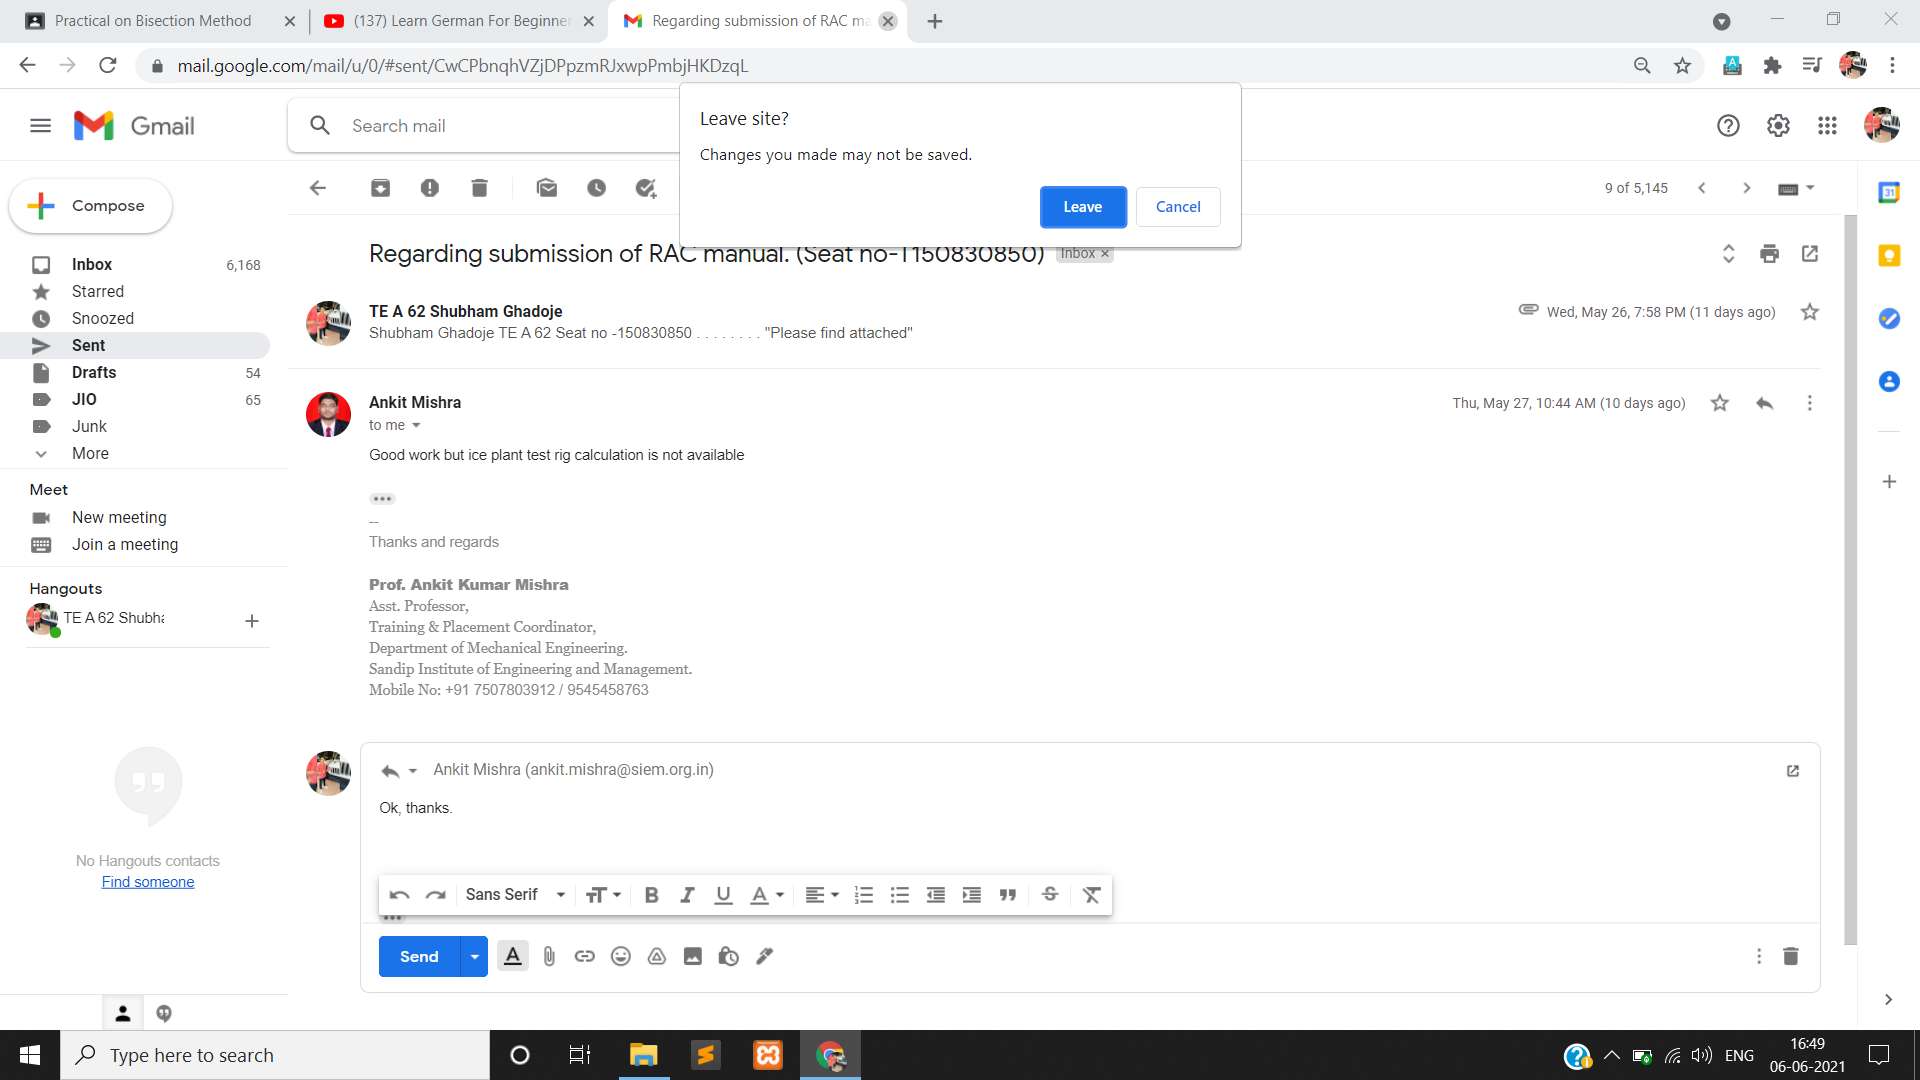 Practical on Bisection Method
(137) Learn German For Beginner
Regarding submission of RAC ma
mail.google.com/mail/u/0/#sent/CwCPbnqhVZjDPpzmRJxwpPmbjHKDzqL
Gmail
Search mail
Leave site?
Changes you made may not be saved.
Leave
Cancel
9 of 5,145
Compose
Inbox 6,168
Starred
Snoozed
Sent
Drafts 54
JIO 65
Junk
More
Meet
New meeting
Join a meeting
Hangouts
TE A 62 Shubha
No Hangouts contacts
Find someone
Regarding submission of RAC manual. (Seat no-T150830850)
Inbox ×
TE A 62 Shubham Ghadoje
Wed, May 26, 7:58 PM (11 days ago)
Shubham Ghadoje TE A 62 Seat no -150830850 . . . . . . . . "Please find attached"
Ankit Mishra
Thu, May 27, 10:44 AM (10 days ago)
to me
Good work but ice plant test rig calculation is not available
--
Thanks and regards
Prof. Ankit Kumar Mishra
Asst. Professor,
Training & Placement Coordinator,
Department of Mechanical Engineering.
Sandip Institute of Engineering and Management.
Mobile No: +91 7507803912 / 9545458763
Ankit Mishra (ankit.mishra@siem.org.in)
Ok, thanks.
Sans Serif
Send
31
Type here to search
ENG
16:49
06-06-2021